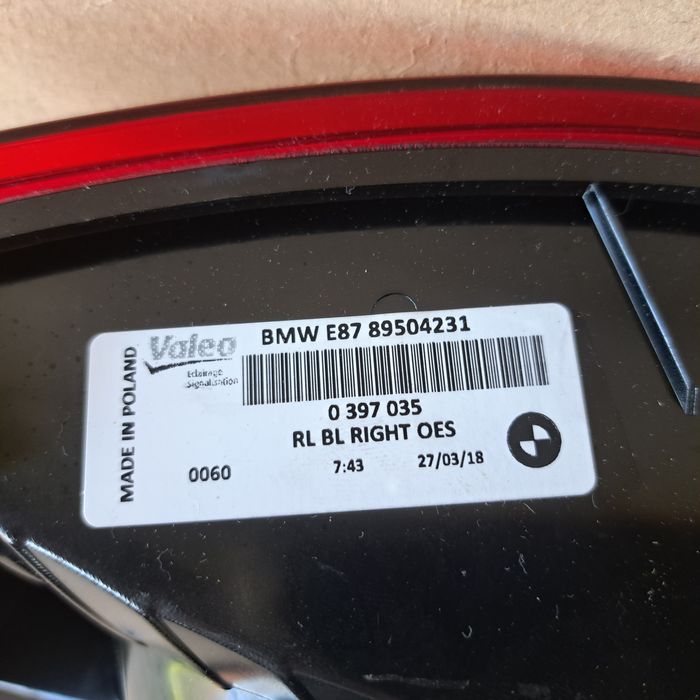 MADE IN POLAND
Valeo
Eclairage
Signalisation
BMW E87 89504231
0 397 035
RL BL RIGHT OES
0060
7:43
27/03/18